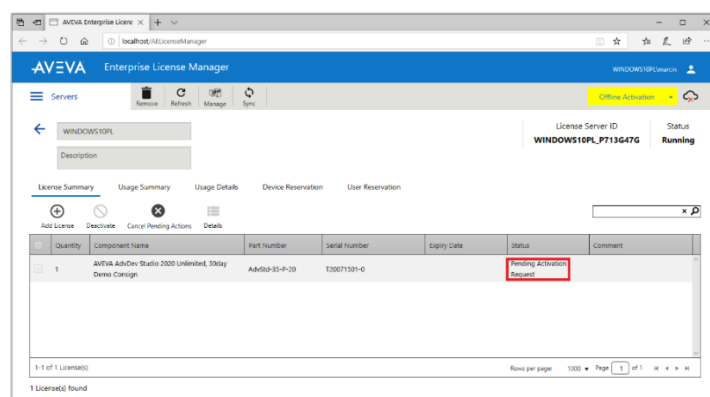 AVEVA Enterprise Licens
localhost/AELicenseManager
AVEVA Enterprise License Manager
WINDOWS10PL\marcin
Servers
Remove Refresh Manage Sync
Offline Activation
WINDOWS10PL
Description
License Server ID Status
WINDOWS10PL_P713G47G Running
License Summary Usage Summary Usage Details Device Reservation User Reservation
Add License Deactivate Cancel Pending Actions Details
Quantity Component Name Part Number Serial Number Expiry Date Status Comment
1 AVEVA AdvDev Studio 2020 Unlimited, 30day AdvStd-35-P-20 T20071501-0 Pending Activation
Demo Consign Request
1-1 of 1 License(s) Rows per page 1000 Page 1 of 1
1 License(s) found